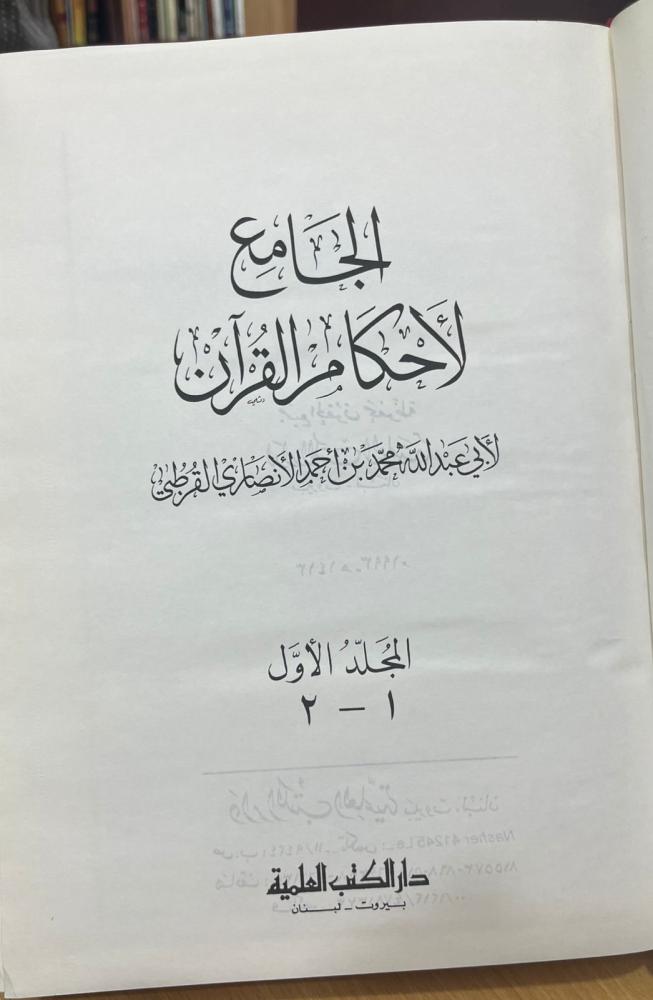 الجامع
لأحكام القرآن
لأبي عبد الله محمد بن أحمد الأنصاري القرطبي
المجلد الأول
١ - ٢
دار الكتب العلمية
بيروت - لبنان